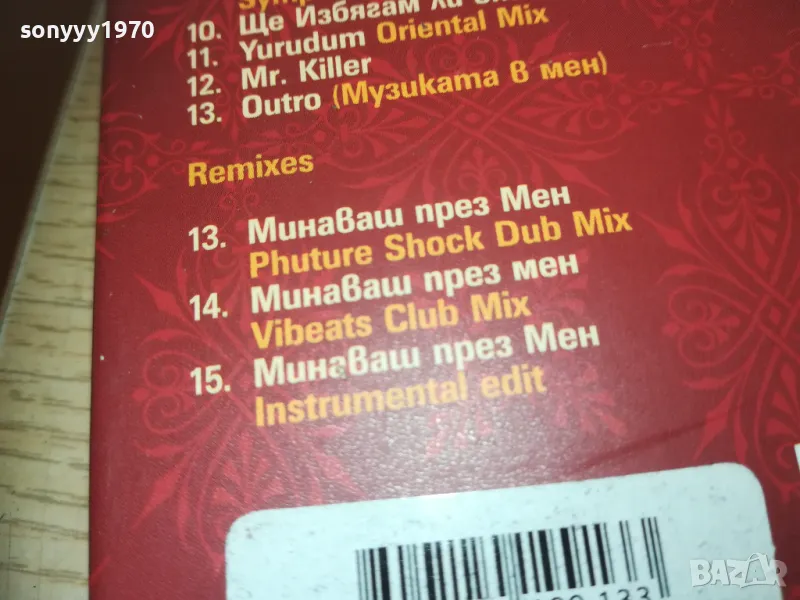 sonyyy1970
10. Ще Избягам ли
11. Yurudum Oriental Mix
12. Mr. Killer
13. Outro (Музиката в мен)
Remixes
13. Минаваш през Мен
Phuture Shock Dub Mix
14. Минаваш през мен
Vibeats Club Mix
15. Минаваш през Мен
Instrumental edit
BAZAR